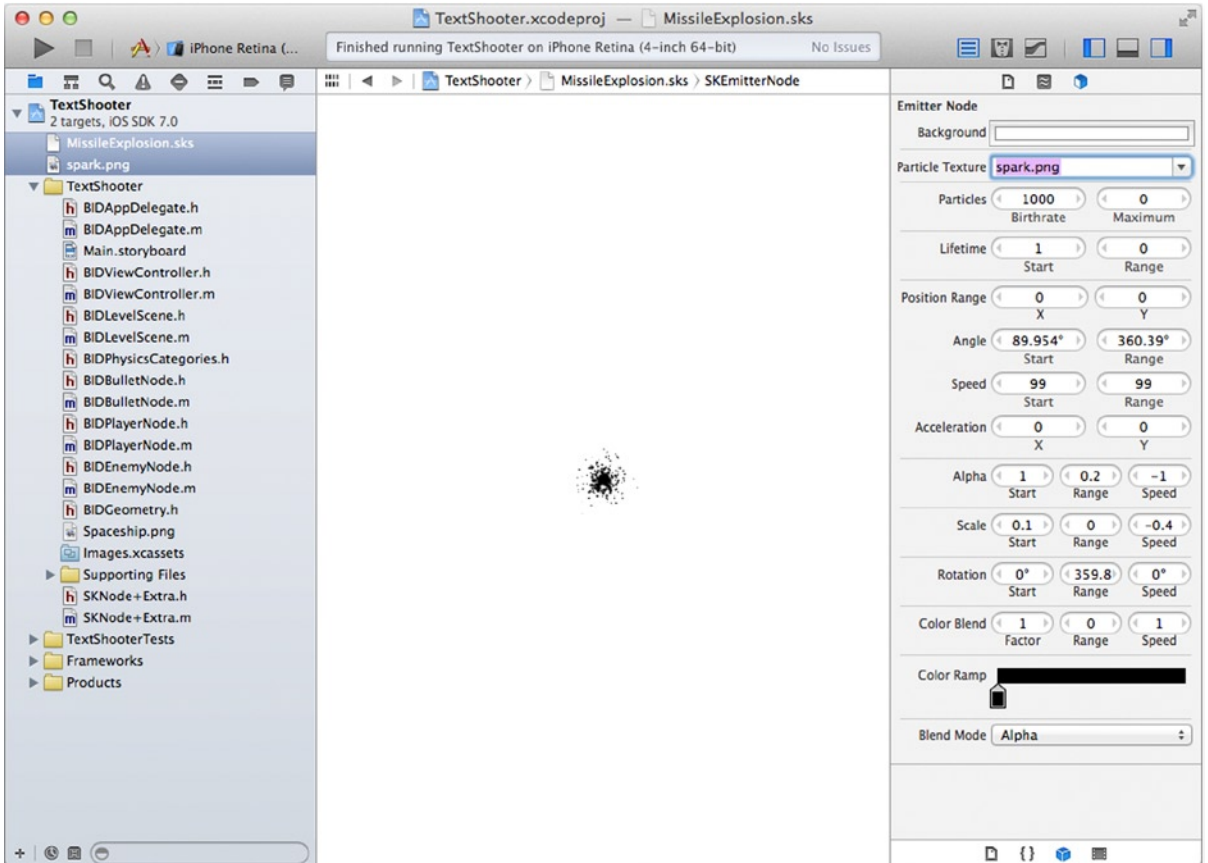 TextShooter.xcodeproj — MissileExplosion.sks
iPhone Retina (...
Finished running TextShooter on iPhone Retina (4-inch 64-bit)
No Issues
TextShooter
2 targets, iOS SDK 7.0
MissileExplosion.sks
spark.png
TextShooter
h BIDAppDelegate.h
m BIDAppDelegate.m
Main.storyboard
h BIDViewController.h
m BIDViewController.m
h BIDLevelScene.h
m BIDLevelScene.m
h BIDPhysicsCategories.h
h BIDBulletNode.h
m BIDBulletNode.m
h BIDPlayerNode.h
m BIDPlayerNode.m
h BIDEnemyNode.h
m BIDEnemyNode.m
h BIDGeometry.h
Spaceship.png
Images.xcassets
Supporting Files
h SKNode+Extra.h
m SKNode+Extra.m
TextShooterTests
Frameworks
Products
TextShooter
MissileExplosion.sks
SKEmitterNode
Emitter Node
Background
Particle Texture spark.png
Particles 1000 0
Birthrate Maximum
Lifetime 1 0
Start Range
Position Range 0 0
X Y
Angle 89.954° 360.39°
Start Range
Speed 99 99
Start Range
Acceleration 0 0
X Y
Alpha 1 0.2 -1
Start Range Speed
Scale 0.1 0 -0.4
Start Range Speed
Rotation 0° 359.8 0°
Start Range Speed
Color Blend 1 0 1
Factor Range Speed
Color Ramp
Blend Mode Alpha
{}